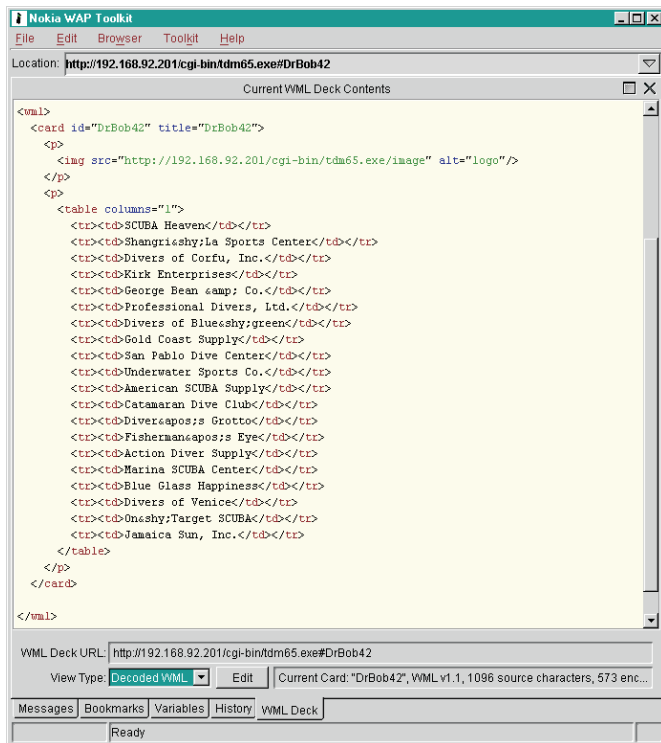 Nokia WAP Toolkit
File Edit Browser Toolkit Help
Location: http://192.168.92.201/cgi-bin/tdm65.exe#DrBob42
Current WML Deck Contents
<wml>
<card id="DrBob42" title="DrBob42">
<p>
<img src="http://192.168.92.201/cgi-bin/tdm65.exe/image" alt="logo"/>
</p>
<p>
<table columns="1">
<tr><td>SCUBA Heaven</td></tr>
<tr><td>Shangri&shy;La Sports Center</td></tr>
<tr><td>Divers of Corfu, Inc.</td></tr>
<tr><td>Kirk Enterprises</td></tr>
<tr><td>George Bean &amp; Co.</td></tr>
<tr><td>Professional Divers, Ltd.</td></tr>
<tr><td>Divers of Blue&shy;green</td></tr>
<tr><td>Gold Coast Supply</td></tr>
<tr><td>San Pablo Dive Center</td></tr>
<tr><td>Underwater Sports Co.</td></tr>
<tr><td>American SCUBA Supply</td></tr>
<tr><td>Catamaran Dive Club</td></tr>
<tr><td>Diver&apos;s Grotto</td></tr>
<tr><td>Fisherman&apos;s Eye</td></tr>
<tr><td>Action Diver Supply</td></tr>
<tr><td>Marina SCUBA Center</td></tr>
<tr><td>Blue Glass Happiness</td></tr>
<tr><td>Divers of Venice</td></tr>
<tr><td>On&shy;Target SCUBA</td></tr>
<tr><td>Jamaica Sun, Inc.</td></tr>
</table>
</p>
</card>
</wml>
WML Deck URL: http://192.168.92.201/cgi-bin/tdm65.exe#DrBob42
View Type: Decoded WML Edit Current Card: "DrBob42", WML v1.1, 1096 source characters, 573 enc...
Messages Bookmarks Variables History WML Deck
Ready